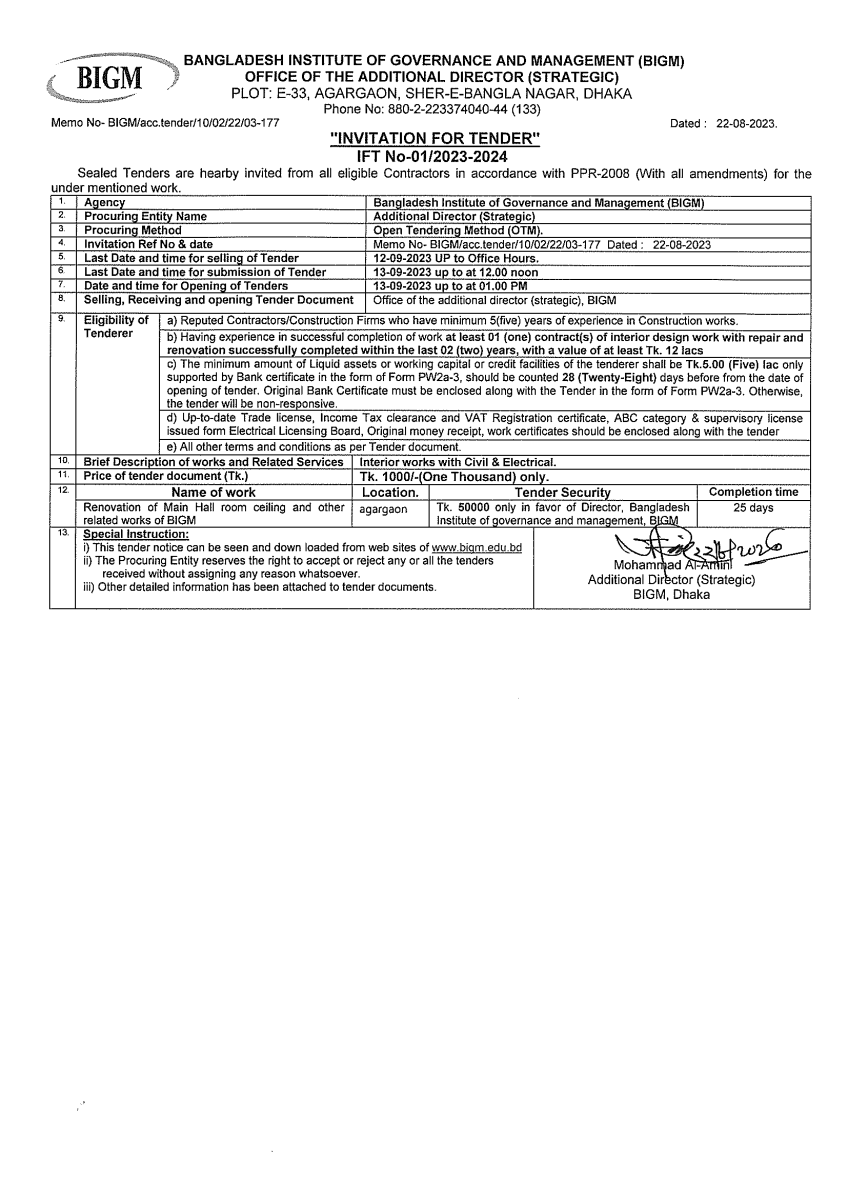 BIGM
BANGLADESH INSTITUTE OF GOVERNANCE AND MANAGEMENT (BIGM)
OFFICE OF THE ADDITIONAL DIRECTOR (STRATEGIC)
PLOT: E-33, AGARGAON, SHER-E-BANGLA NAGAR, DHAKA
Phone No: 880-2-223374040-44 (133)
Memo No- BIGM/acc.tender/10/02/22/03-177 Dated : 22-08-2023.
"INVITATION FOR TENDER"
IFT No-01/2023-2024
Sealed Tenders are hearby invited from all eligible Contractors in accordance with PPR-2008 (With all amendments) for the
under mentioned work.
1. Agency Bangladesh Institute of Governance and Management (BIGM)
2. Procuring Entity Name Additional Director (Strategic)
3. Procuring Method Open Tendering Method (OTM).
4. Invitation Ref No & date Memo No- BIGM/acc.tender/10/02/22/03-177 Dated : 22-08-2023
5. Last Date and time for selling of Tender 12-09-2023 UP to Office Hours.
6. Last Date and time for submission of Tender 13-09-2023 up to at 12.00 noon
7. Date and time for Opening of Tenders 13-09-2023 up to at 01.00 PM
8. Selling, Receiving and opening Tender Document Office of the additional director (strategic), BIGM
9. Eligibility of a) Reputed Contractors/Construction Firms who have minimum 5(five) years of experience in Construction works.
Tenderer
b) Having experience in successful completion of work at least 01 (one) contract(s) of interior design work with repair and
renovation successfully completed within the last 02 (two) years, with a value of at least Tk. 12 lacs
c) The minimum amount of Liquid assets or working capital or credit facilities of the tenderer shall be Tk.5.00 (Five) lac only
supported by Bank certificate in the form of Form PW2a-3, should be counted 28 (Twenty-Eight) days before from the date of
opening of tender. Original Bank Certificate must be enclosed along with the Tender in the form of Form PW2a-3. Otherwise,
the tender will be non-responsive.
d) Up-to-date Trade license, Income Tax clearance and VAT Registration certificate, ABC category & supervisory license
issued form Electrical Licensing Board, Original money receipt, work certificates should be enclosed along with the tender
e) All other terms and conditions as per Tender document.
10. Brief Description of works and Related Services Interior works with Civil & Electrical.
11. Price of tender document (Tk.) Tk. 1000/-(One Thousand) only.
12. Name of work Location. Tender Security Completion time
Renovation of Main Hall room ceiling and other agargaon Tk. 50000 only in favor of Director, Bangladesh 25 days
related works of BIGM Institute of governance and management, BIGM
13. Special Instruction:
i) This tender notice can be seen and down loaded from web sites of www.bigm.edu.bd
ii) The Procuring Entity reserves the right to accept or reject any or all the tenders
received without assigning any reason whatsoever.
iii) Other detailed information has been attached to tender documents.
Mohammad Al-Amin
Additional Director (Strategic)
BIGM, Dhaka